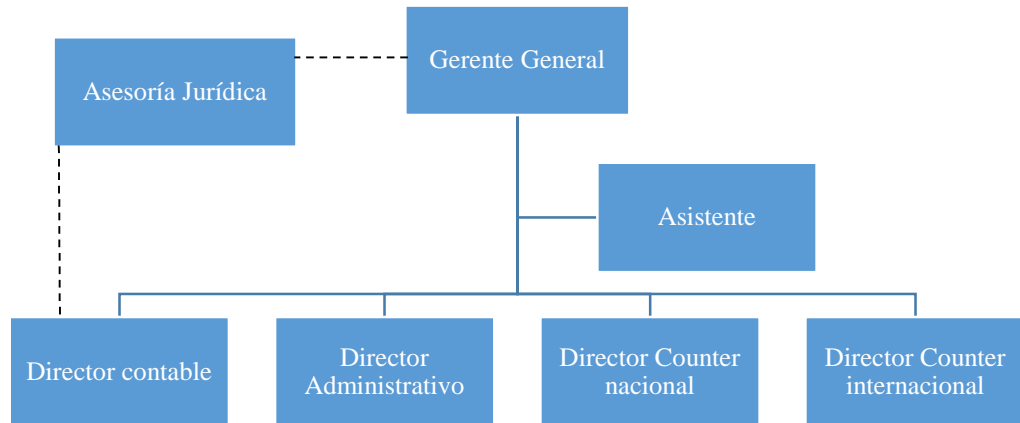 Gerente General
Asesoría Jurídica
Asistente
Director contable
Director
Administrativo
Director Counter
nacional
Director Counter
internacional